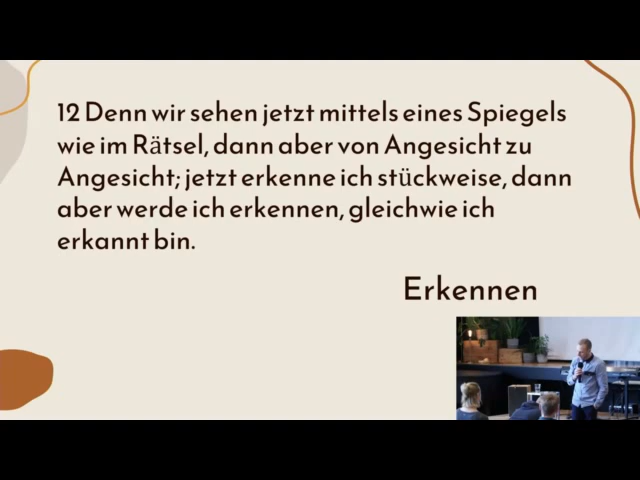 12 Denn wir sehen jetzt mittels eines Spiegels
wie im Rätsel, dann aber von Angesicht zu
Angesicht; jetzt erkenne ich stückweise, dann
aber werde ich erkennen, gleichwie ich
erkannt bin.
Erkennen